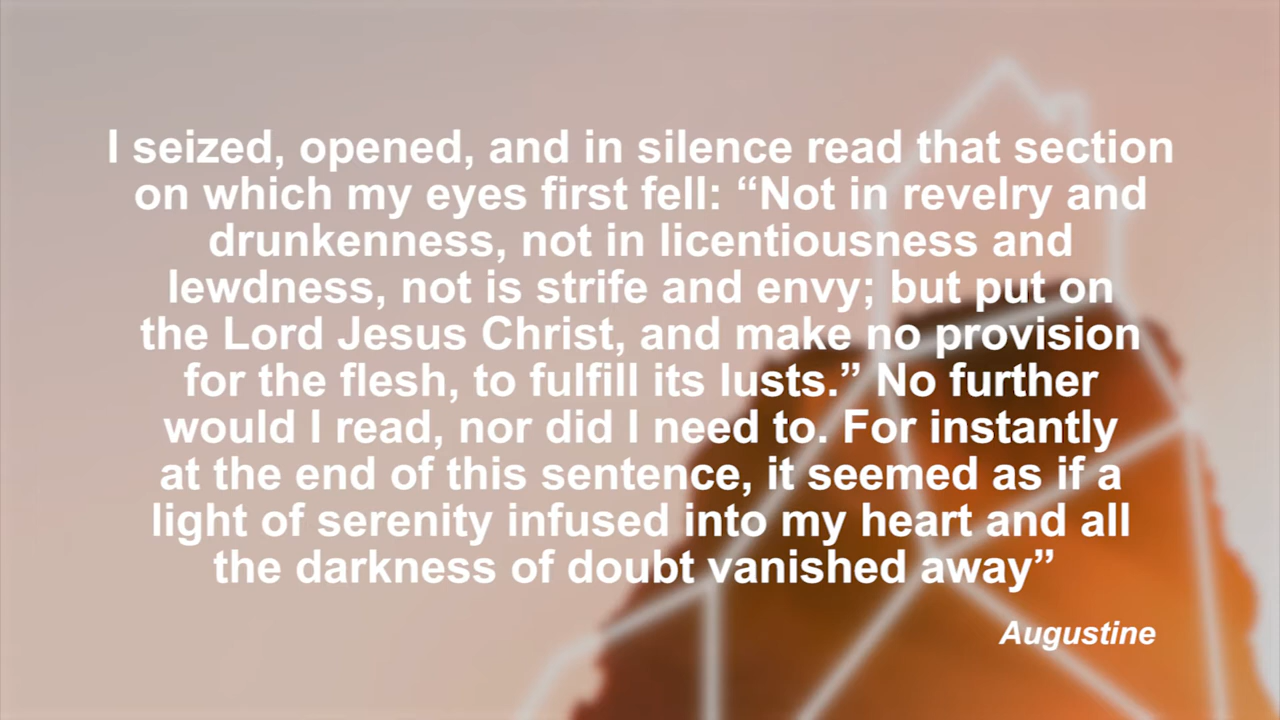 I seized, opened, and in silence read that section
on which my eyes first fell: “Not in revelry and
drunkenness, not in licentiousness and
lewdness, not is strife and envy; but put on
the Lord Jesus Christ, and make no provision
for the flesh, to fulfill its lusts.” No further
would I read, nor did I need to. For instantly
at the end of this sentence, it seemed as if a
light of serenity infused into my heart and all
the darkness of doubt vanished away”
Augustine